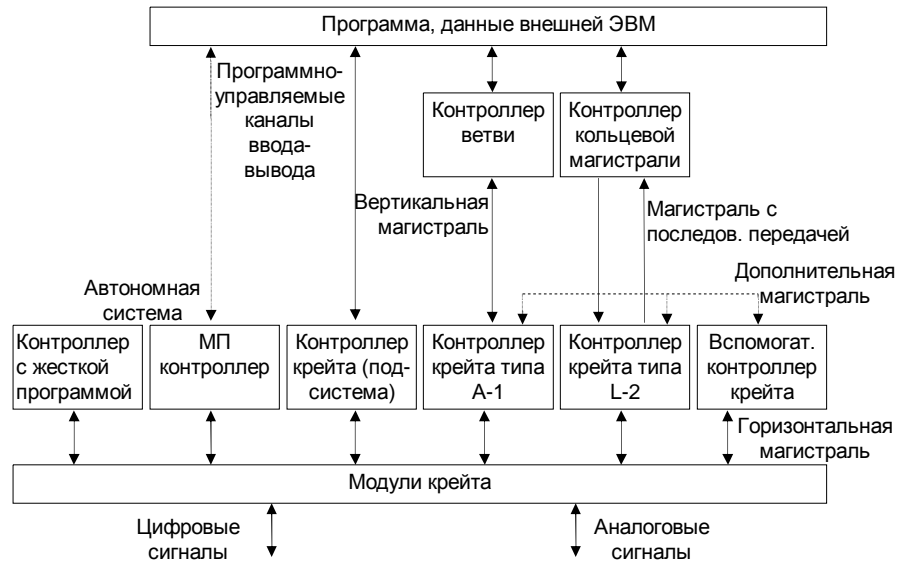 Программа, данные внешней ЭВМ
Программно-
управляемые
каналы
ввода-
вывода
Контроллер
ветви
Контроллер
кольцевой
магистрали
Вертикальная
магистраль
Магистраль с
последов. передачей
Дополнительная
магистраль
Автономная
система
Контроллер
с жесткой
программой
МП
контроллер
Контроллер
крейта (под-
система)
Контроллер
крейта типа
А-1
Контроллер
крейта типа
L-2
Вспомогат.
контроллер
крейта
Горизонтальная
магистраль
Модули крейта
Цифровые
сигналы
Аналоговые
сигналы